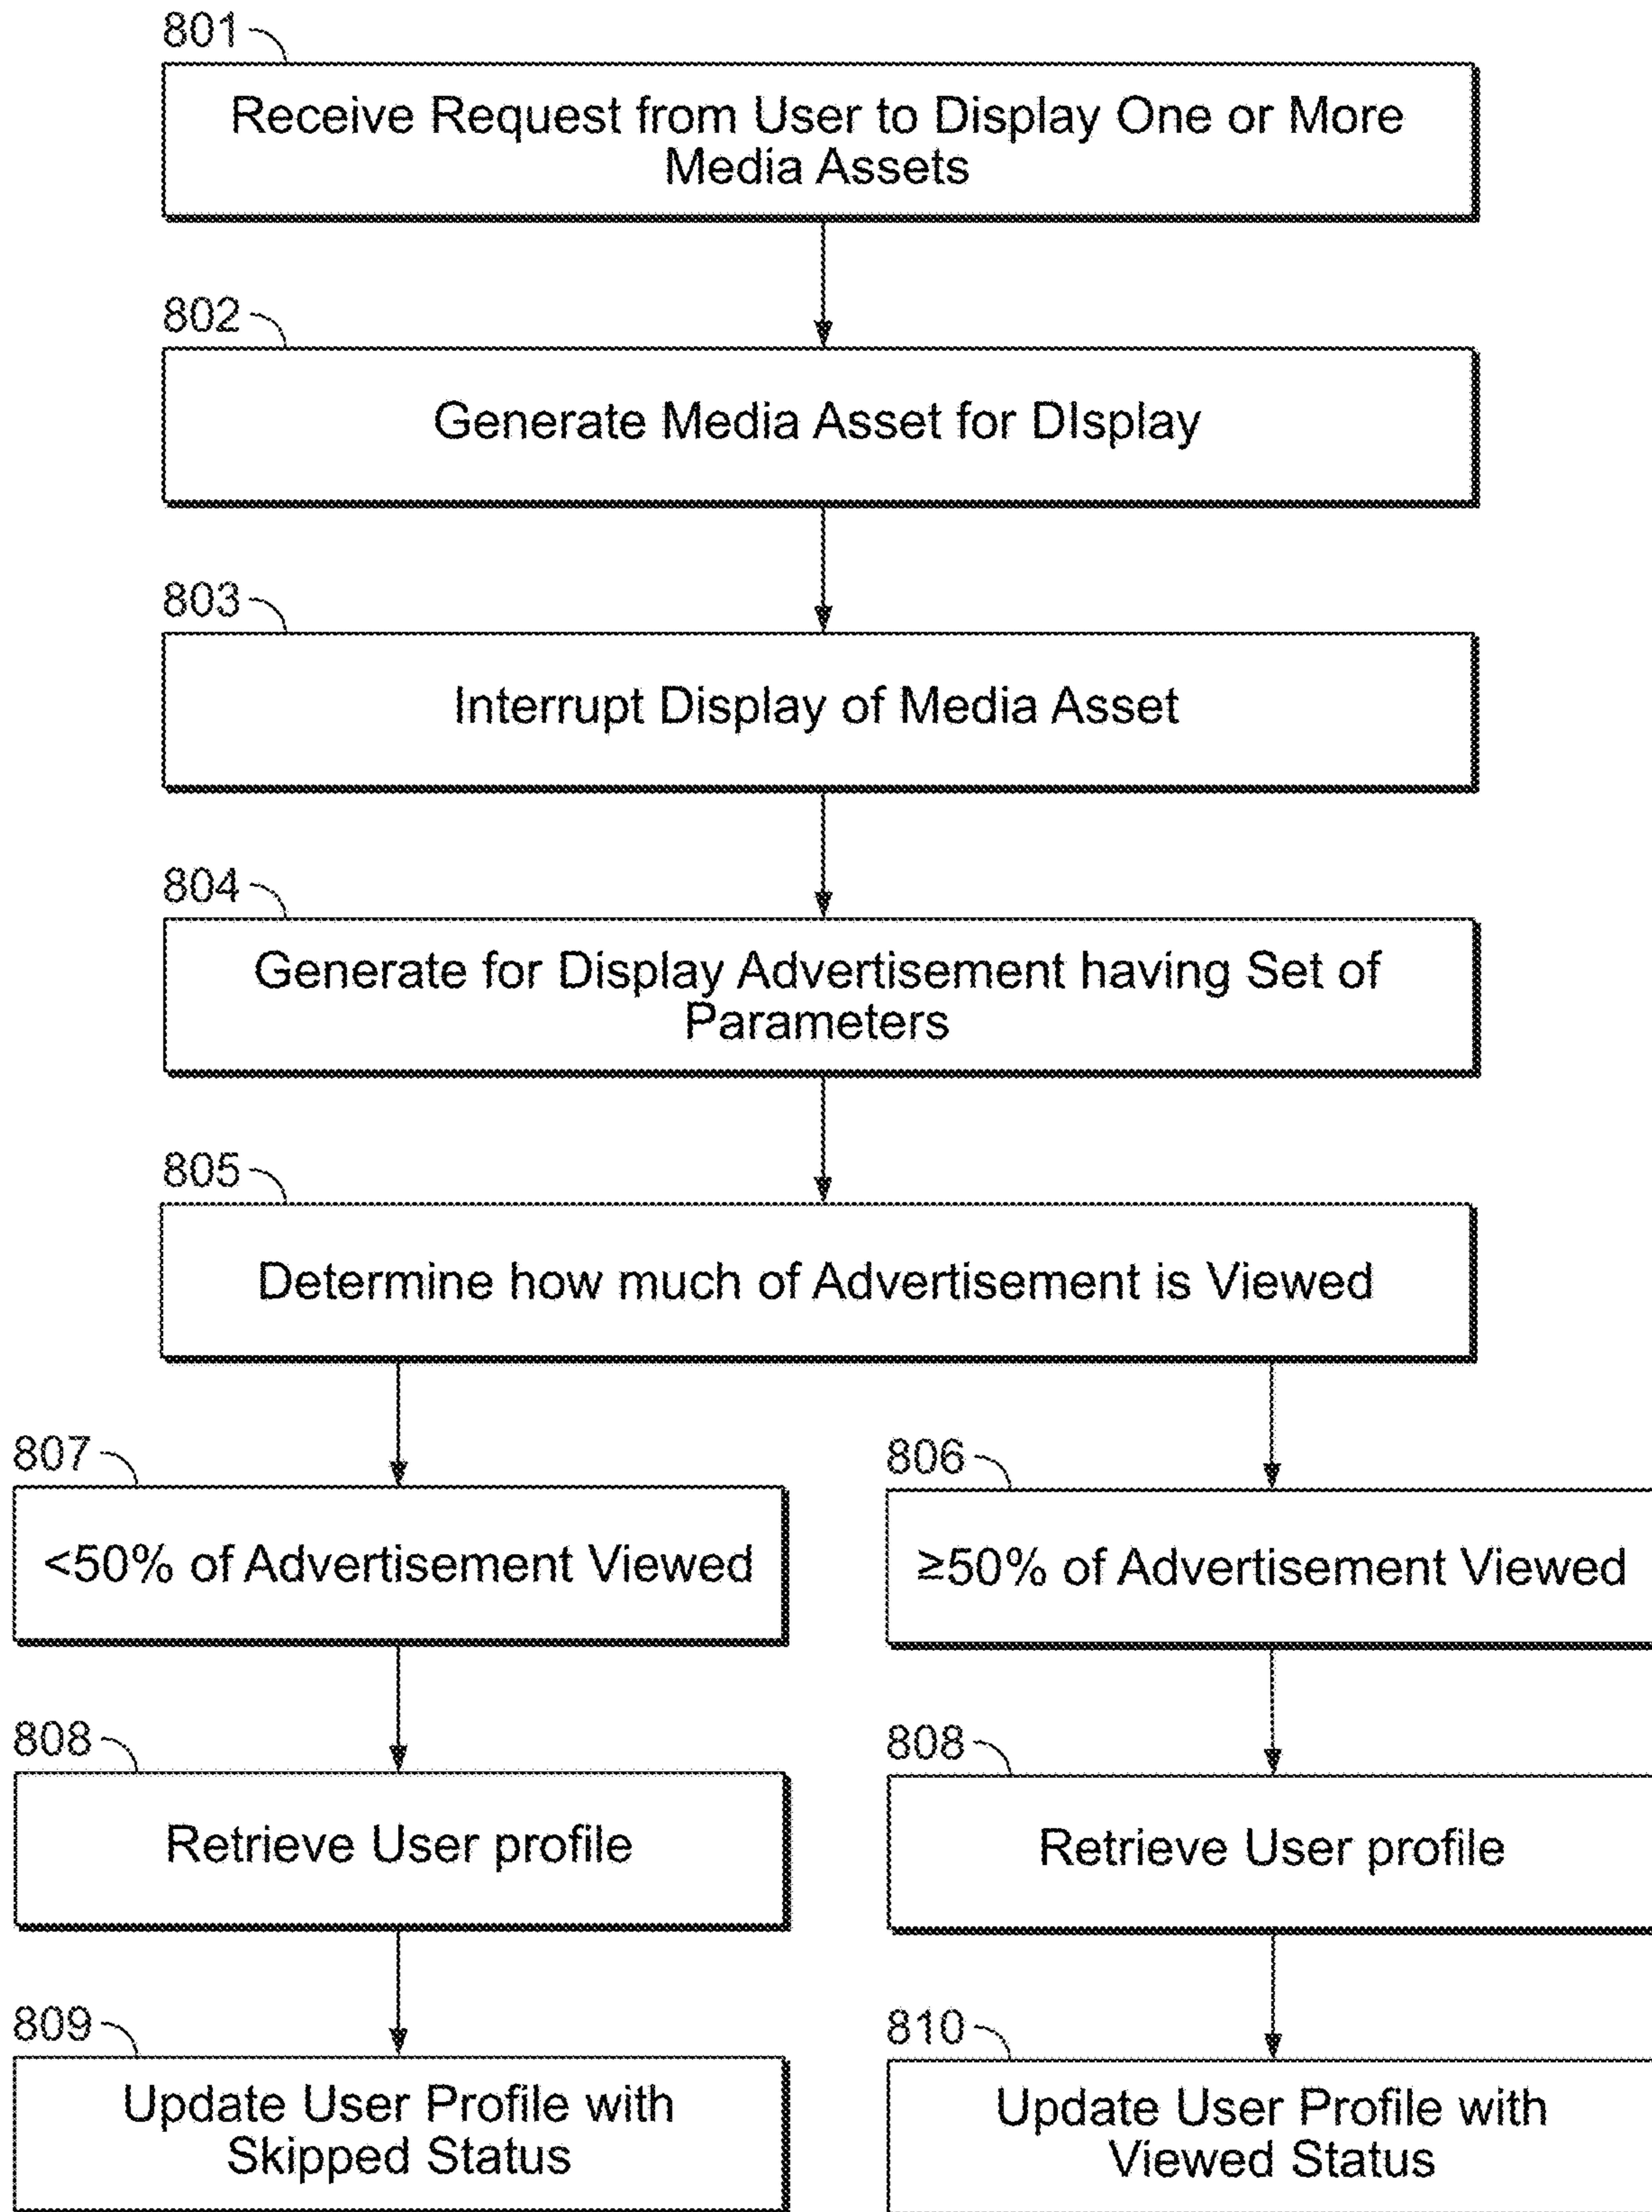 801
Receive Request from User to Display One or More
Media Assets
802
Generate Media Asset for DIsplay
803
Interrupt Display of Media Asset
804
Generate for Display Advertisement having Set of
Parameters
805
Determine how much of Advertisement is Viewed
807
<50% of Advertisement Viewed
806
≥50% of Advertisement Viewed
808
Retrieve User profile
808
Retrieve User profile
809
Update User Profile with
Skipped Status
810
Update User Profile with
Viewed Status